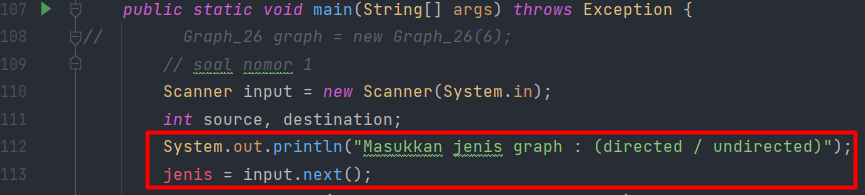 107 public static void main(String[] args) throws Exception {
108 // Graph_26 graph = new Graph_26(6);
109 // soal nomor 1
110 Scanner input = new Scanner(System.in);
111 int source, destination;
112 System.out.println("Masukkan jenis graph : (directed / undirected)");
113 jenis = input.next();